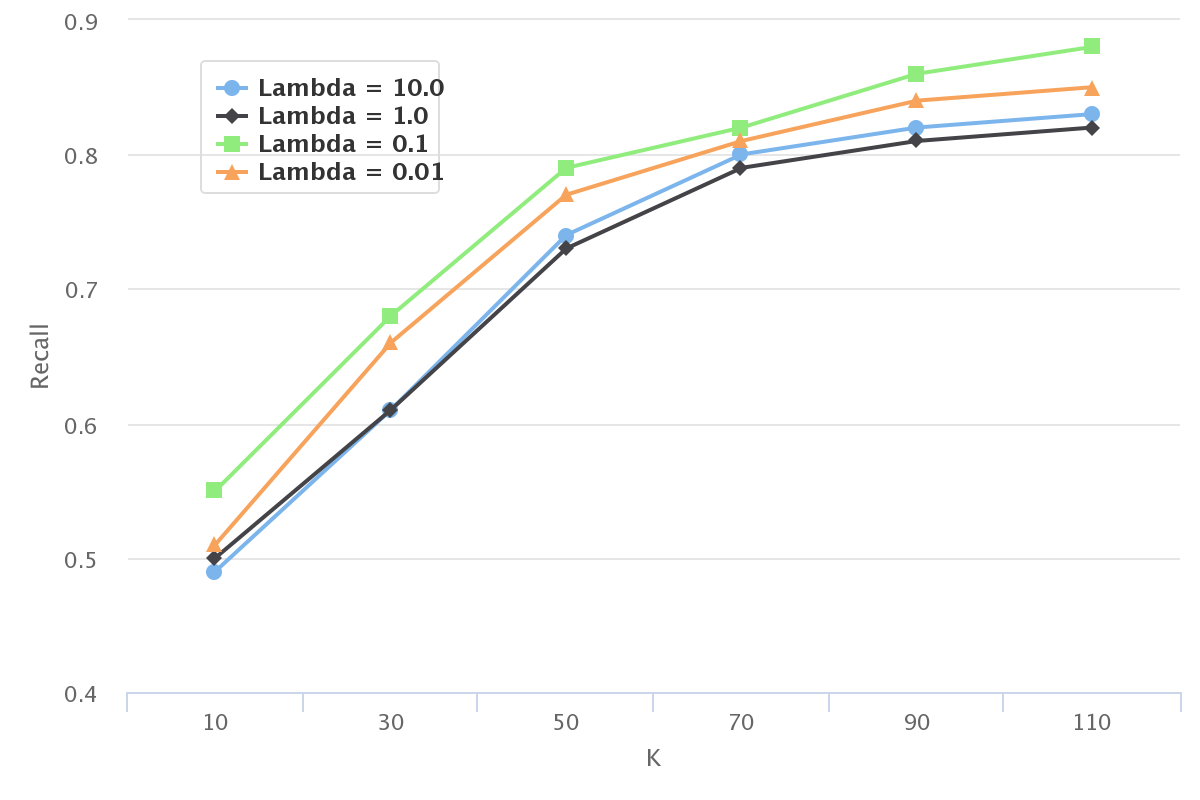 0.9
Lambda = 10.0
Lambda = 1.0
Lambda = 0.1
Lambda = 0.01
0.8
0.7
Recall
0.6
0.5
0.4
10 30 50 70 90 110
K